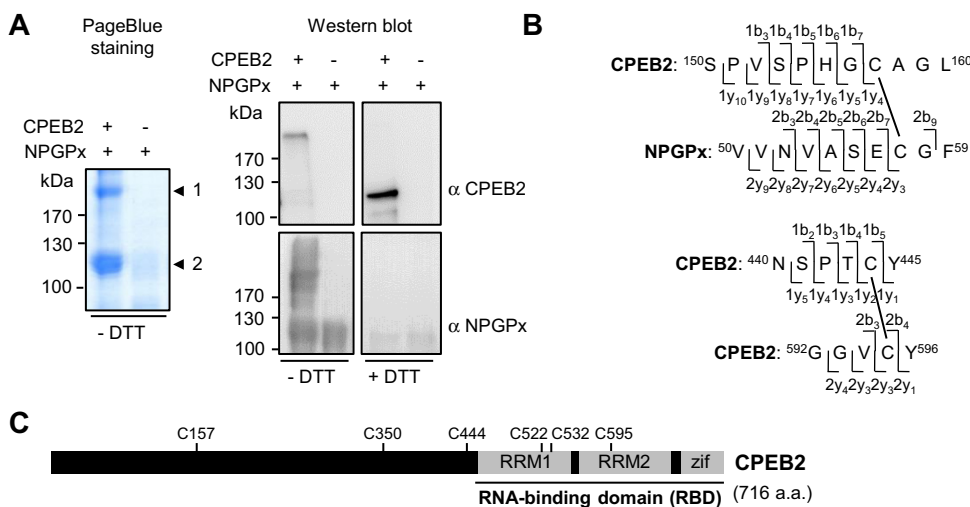 A
PageBlue
staining
CPEB2 + -
NPGPx + +
kDa
170
130
100
1
2
- DTT
Western blot
CPEB2 + - + -
NPGPx + + + +
kDa
170
130
100
α CPEB2
170
130
100
α NPGPx
- DTT + DTT
B
1b3 1b4 1b5 1b6 1b7
CPEB2: 150S P V S P H G C A G L160
1y10 1y9 1y8 1y7 1y6 1y5 1y4
2b3 2b4 2b5 2b6 2b7 2b9
NPGPx: 50V V N V A S E C G F59
2y9 2y8 2y7 2y6 2y5 2y4 2y3
1b2 1b3 1b4 1b5
CPEB2: 440N S P T C Y445
1y5 1y4 1y3 1y2 1y1
2b3 2b4
CPEB2: 592G G V C Y596
2y4 2y3 2y3 2y1
C
C157 C350 C444 C522 C532 C595
RRM1 RRM2 zif CPEB2
RNA-binding domain (RBD) (716 a.a.)